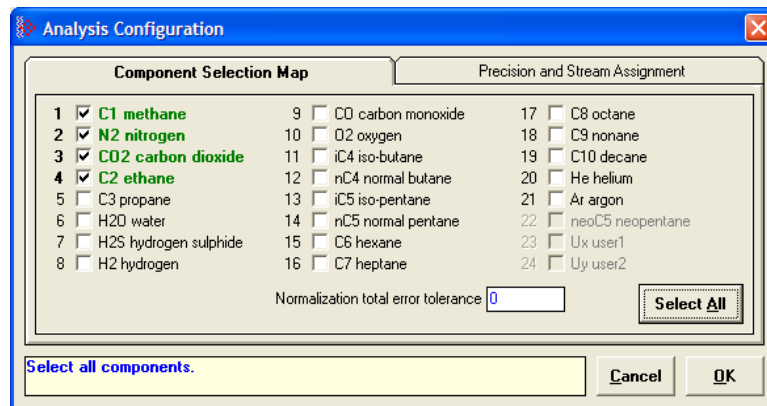 Analysis Configuration
Component Selection Map
Precision and Stream Assignment
1 C1 methane
2 N2 nitrogen
3 CO2 carbon dioxide
4 C2 ethane
5 C3 propane
6 H2O water
7 H2S hydrogen sulphide
8 H2 hydrogen
9 CO carbon monoxide
10 O2 oxygen
11 iC4 iso-butane
12 nC4 normal butane
13 iC5 iso-pentane
14 nC5 normal pentane
15 C6 hexane
16 C7 heptane
17 C8 octane
18 C9 nonane
19 C10 decane
20 He helium
21 Ar argon
22 neoC5 neopentane
23 Ux user1
24 Uy user2
Normalization total error tolerance 0
Select All
Select all components.
Cancel
OK